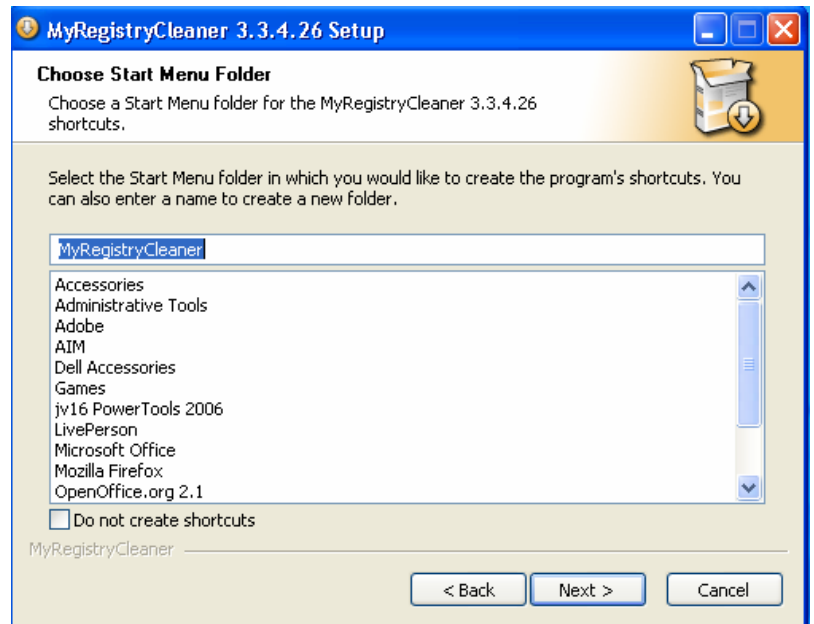 MyRegistryCleaner 3.3.4.26 Setup
Choose Start Menu Folder
Choose a Start Menu folder for the MyRegistryCleaner 3.3.4.26
shortcuts.
Select the Start Menu folder in which you would like to create the program's shortcuts. You
can also enter a name to create a new folder.
MyRegistryCleaner
Accessories
Administrative Tools
Adobe
AIM
Dell Accessories
Games
jv16 PowerTools 2006
LivePerson
Microsoft Office
Mozilla Firefox
OpenOffice.org 2.1
Do not create shortcuts
MyRegistryCleaner
< Back Next > Cancel